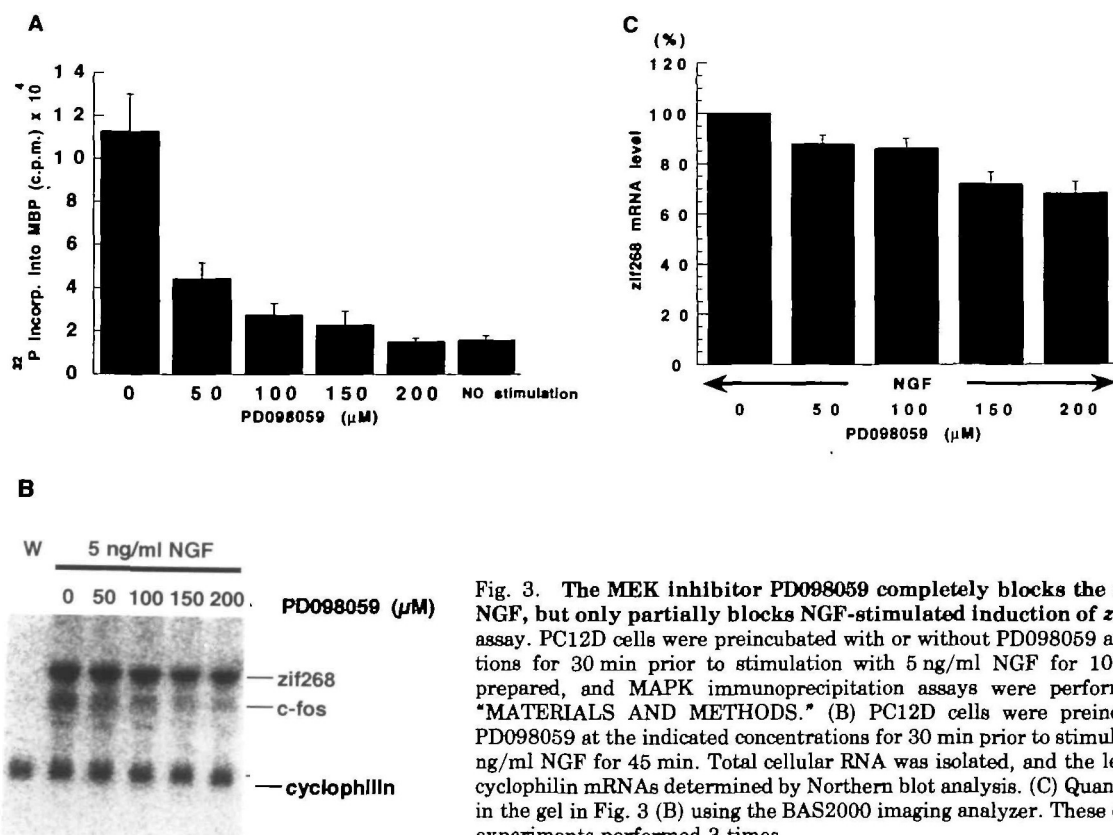 A
32P Incorp. into MBP (c.p.m.) x 10 4
14
12
10
8
6
4
2
0
0 50 100 150 200 NO stimulation
PD098059 (µM)
C
(%)
zif268 mRNA level
120
100
80
60
40
20
0
NGF
0 50 100 150 200
PD098059 (µM)
B
W 5 ng/ml NGF
0 50 100 150 200 PD098059 (µM)
zif268
c-fos
cyclophilin
Fig. 3. The MEK inhibitor PD098059 completely blocks the
NGF, but only partially blocks NGF-stimulated induction of z
assay. PC12D cells were preincubated with or without PD098059 a
tions for 30 min prior to stimulation with 5 ng/ml NGF for 10
prepared, and MAPK immunoprecipitation assays were perform
"MATERIALS AND METHODS." (B) PC12D cells were preinc
PD098059 at the indicated concentrations for 30 min prior to stimul
ng/ml NGF for 45 min. Total cellular RNA was isolated, and the le
cyclophilin mRNAs determined by Northern blot analysis. (C) Quan
in the gel in Fig. 3 (B) using the BAS2000 imaging analyzer. These
experiments performed 3 times.